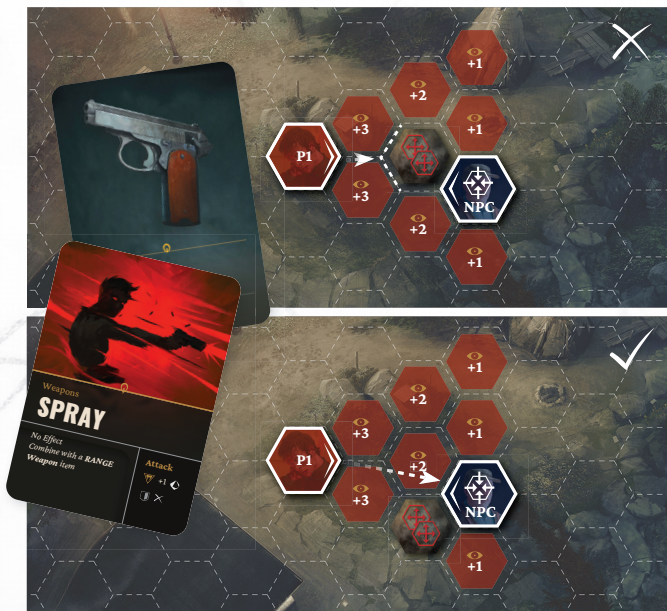 +1
+2
+3
+1
P1
+3
NPC
+2
+1
Weapons
SPRAY
No Effect
Combine with a RANGE
Weapon item
Attack
+1
+1
+2
+3
+1
P1
+2
+3
NPC
+1